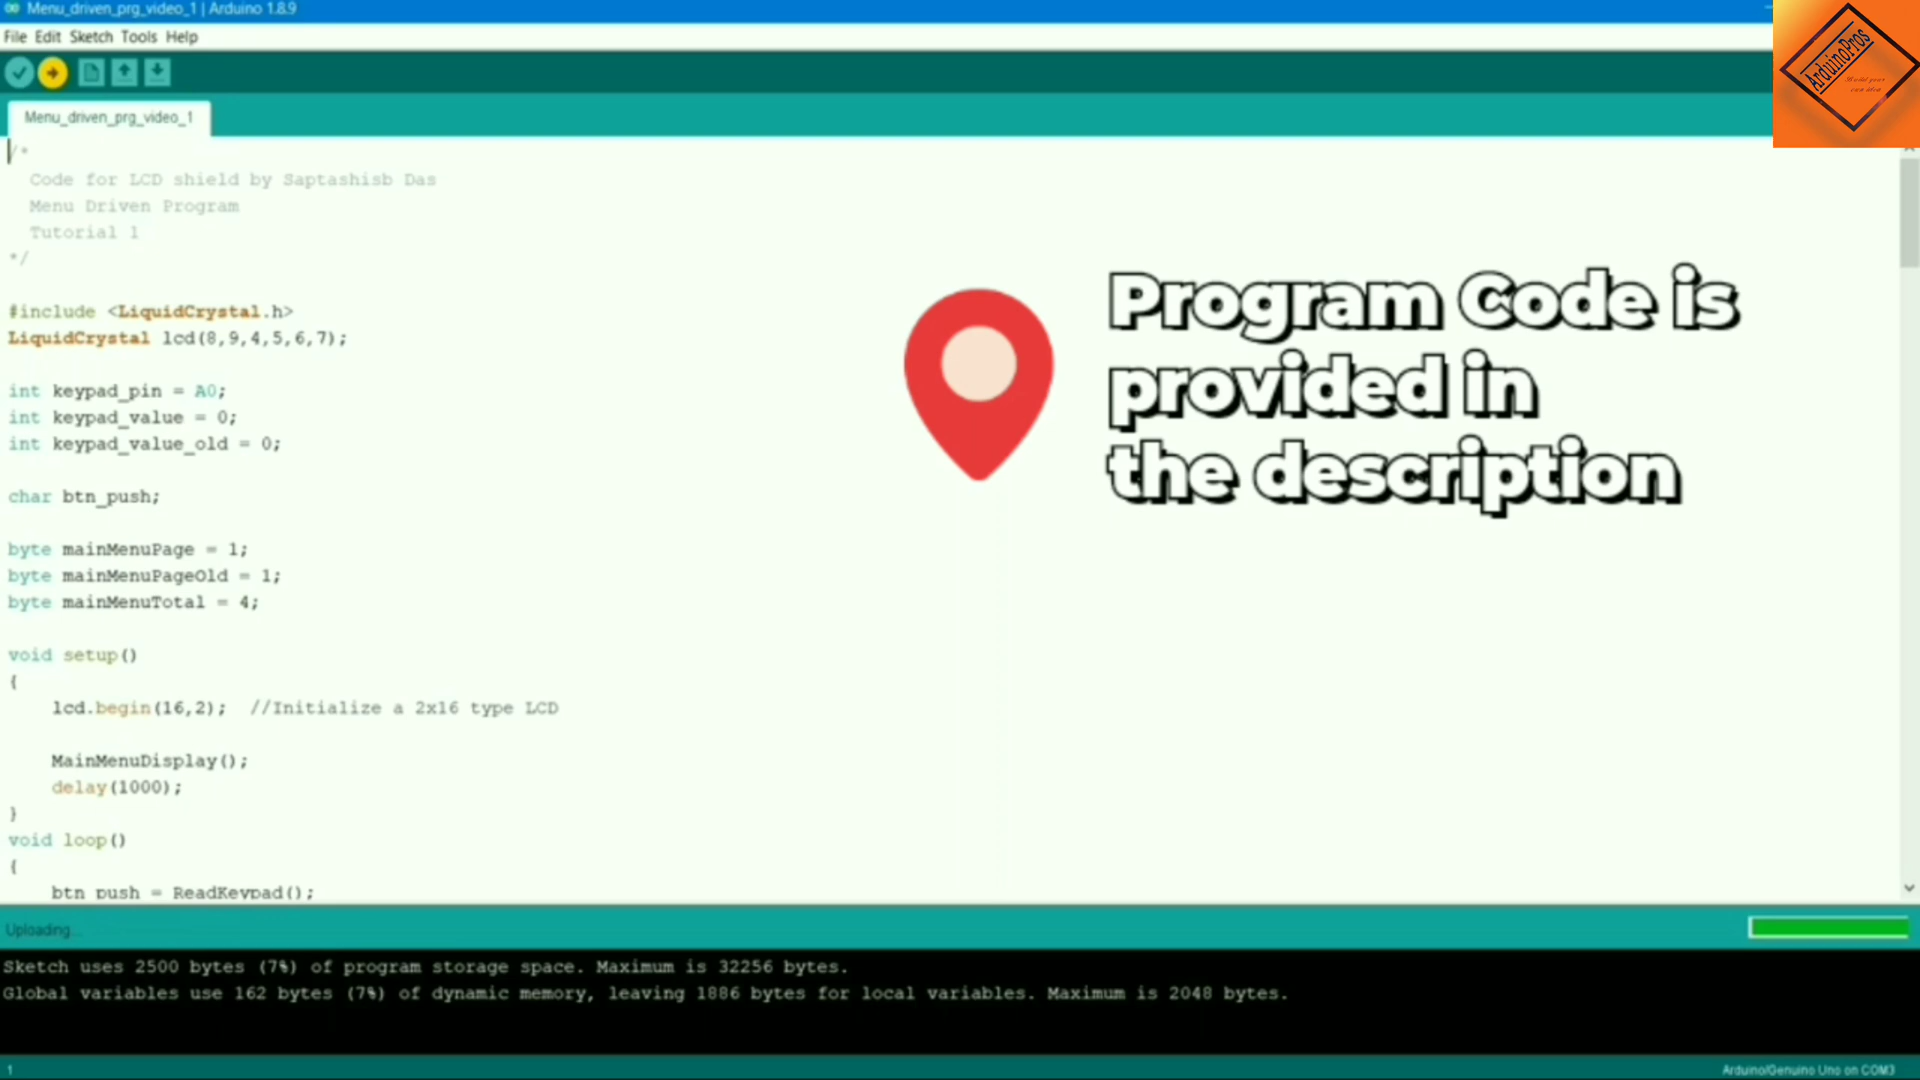 Menu_driven_prg_video_1 | Arduino 1.8.9
File Edit Sketch Tools Help
ArduinoPros
Menu_driven_prg_video_1
/*
Code for LCD shield by Saptashisb Das
Menu Driven Program
Tutorial 1
*/
#include <LiquidCrystal.h>
LiquidCrystal lcd(8,9,4,5,6,7);
int keypad_pin = A0;
int keypad_value = 0;
int keypad_value_old = 0;
char btn_push;
byte mainMenuPage = 1;
byte mainMenuPageOld = 1;
byte mainMenuTotal = 4;
void setup()
{
lcd.begin(16,2); //Initialize a 2x16 type LCD
MainMenuDisplay();
delay(1000);
}
void loop()
{
btn_push = ReadKeypad();
Program Code is
provided in
the description
Uploading...
Sketch uses 2500 bytes (7%) of program storage space. Maximum is 32256 bytes.
Global variables use 162 bytes (7%) of dynamic memory, leaving 1886 bytes for local variables. Maximum is 2048 bytes.
1
Arduino/Genuino Uno on COM3